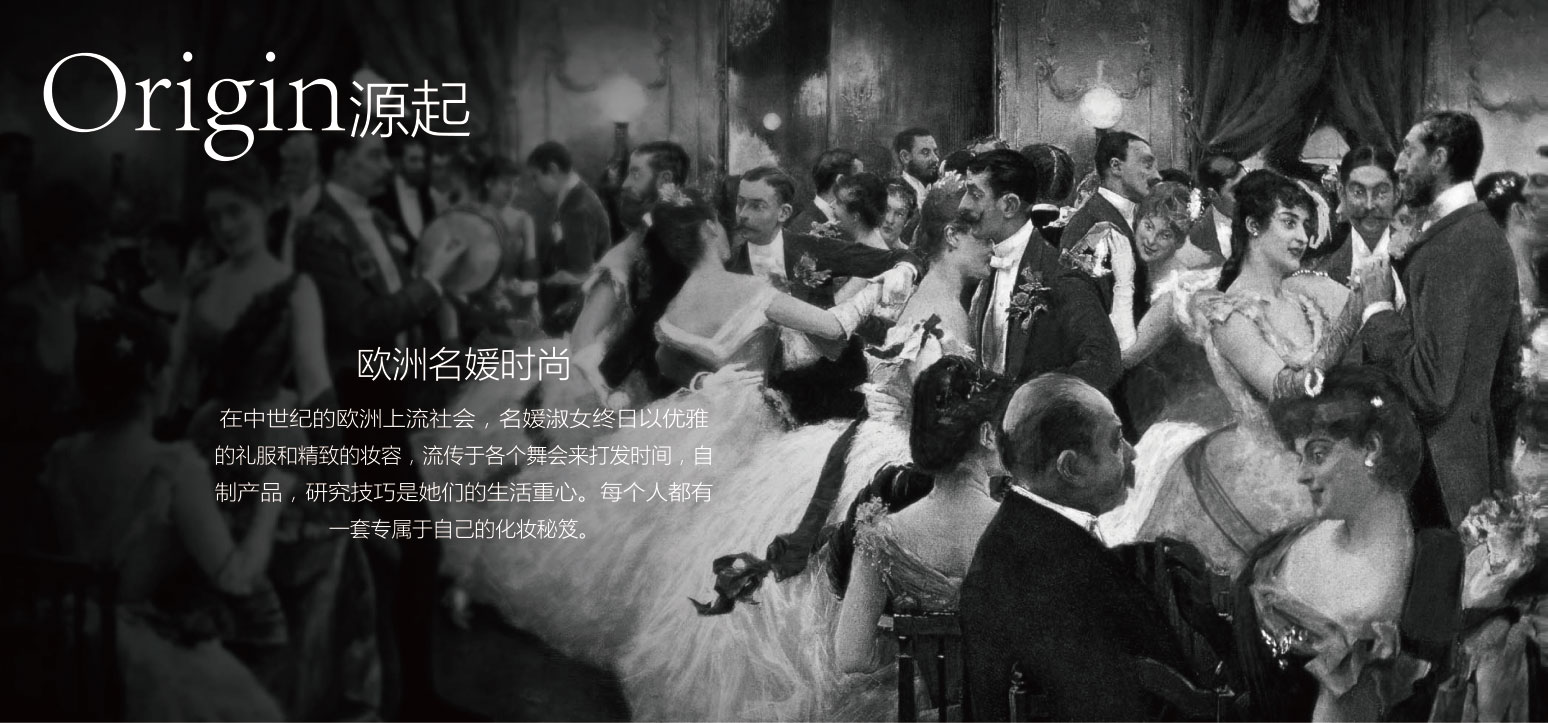 Origin源起
欧洲名媛时尚
在中世纪的欧洲上流社会，名媛淑女终日以优雅
的礼服和精致的妆容，流传于各个舞会来打发时间，自
制产品，研究技巧是她们的生活重心。每个人都有
一套专属于自己的化妆秘笈。